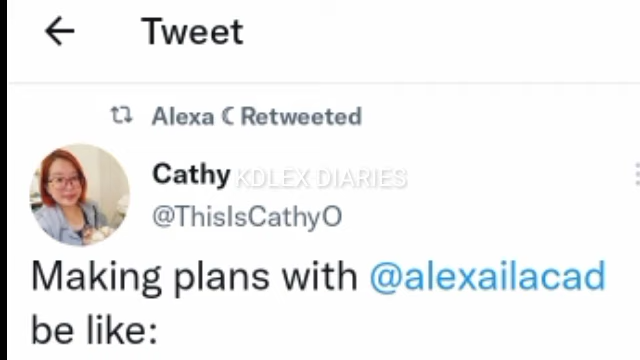 Tweet
Alexa ☾ Retweeted
Cathy
KDLEX DIARIES
@ThisIsCathyO
Making plans with @alexailacad
be like: